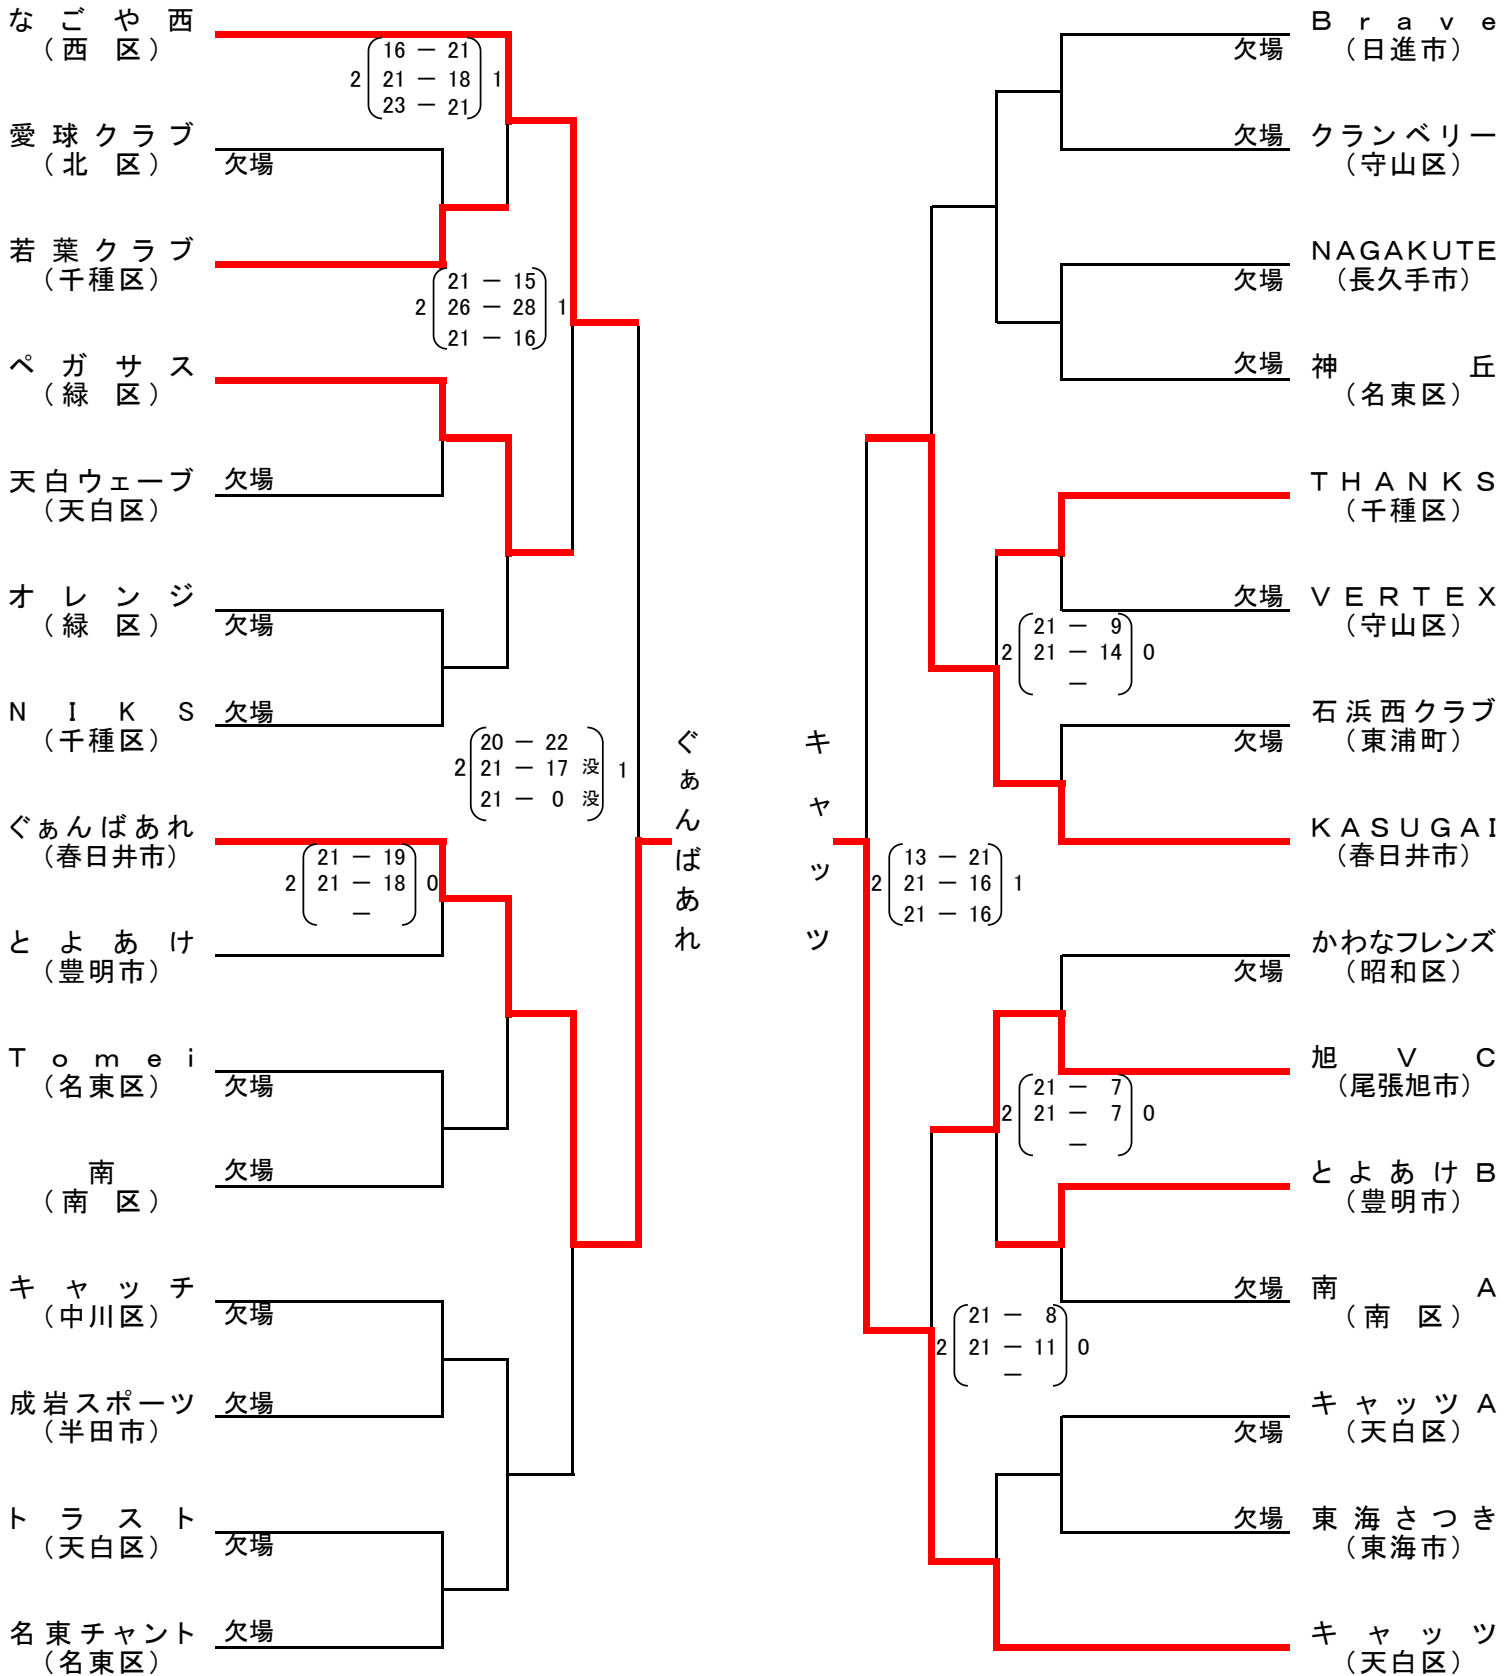 なごや西
（西　区）
2 16 － 21 1
21 － 18
23 － 21
愛球クラブ
（北　区） 欠場
若葉クラブ
（千種区）
2 21 － 15 1
26 － 28
21 － 16
ペガサス
（緑　区）
天白ウェーブ 欠場
（天白区）
オレンジ
（緑　区） 欠場
NIKS 欠場
（千種区）
2 20 － 22 1
21 － 17 没
21 － 0 没
ぐぁんばあれ
（春日井市）
2 21 － 19 0
21 － 18
－
とよあけ
（豊明市）
Tomei
（名東区） 欠場
南 欠場
（南　区）
キャッチ
（中川区） 欠場
成岩スポーツ 欠場
（半田市）
トラスト
（天白区） 欠場
名東チャント 欠場
（名東区）
ぐぁんばあれ
キャッツ
Brave
欠場 （日進市）
欠場 クランベリー
（守山区）
NAGAKUTE
欠場 （長久手市）
欠場 神丘
（名東区）
THANKS
（千種区）
欠場 VERTEX
（守山区）
2 21 － 9 0
21 － 14
－
石浜西クラブ
欠場 （東浦町）
KASUGAI
（春日井市）
2 13 － 21 1
21 － 16
21 － 16
かわなフレンズ
欠場 （昭和区）
旭VC
（尾張旭市）
2 21 － 7 0
21 － 7
－
とよあけB
（豊明市）
欠場 南A
（南　区）
2 21 － 8 0
21 － 11
－
キャッツA
欠場 （天白区）
欠場 東海さつき
（東海市）
キャッツ
（天白区）